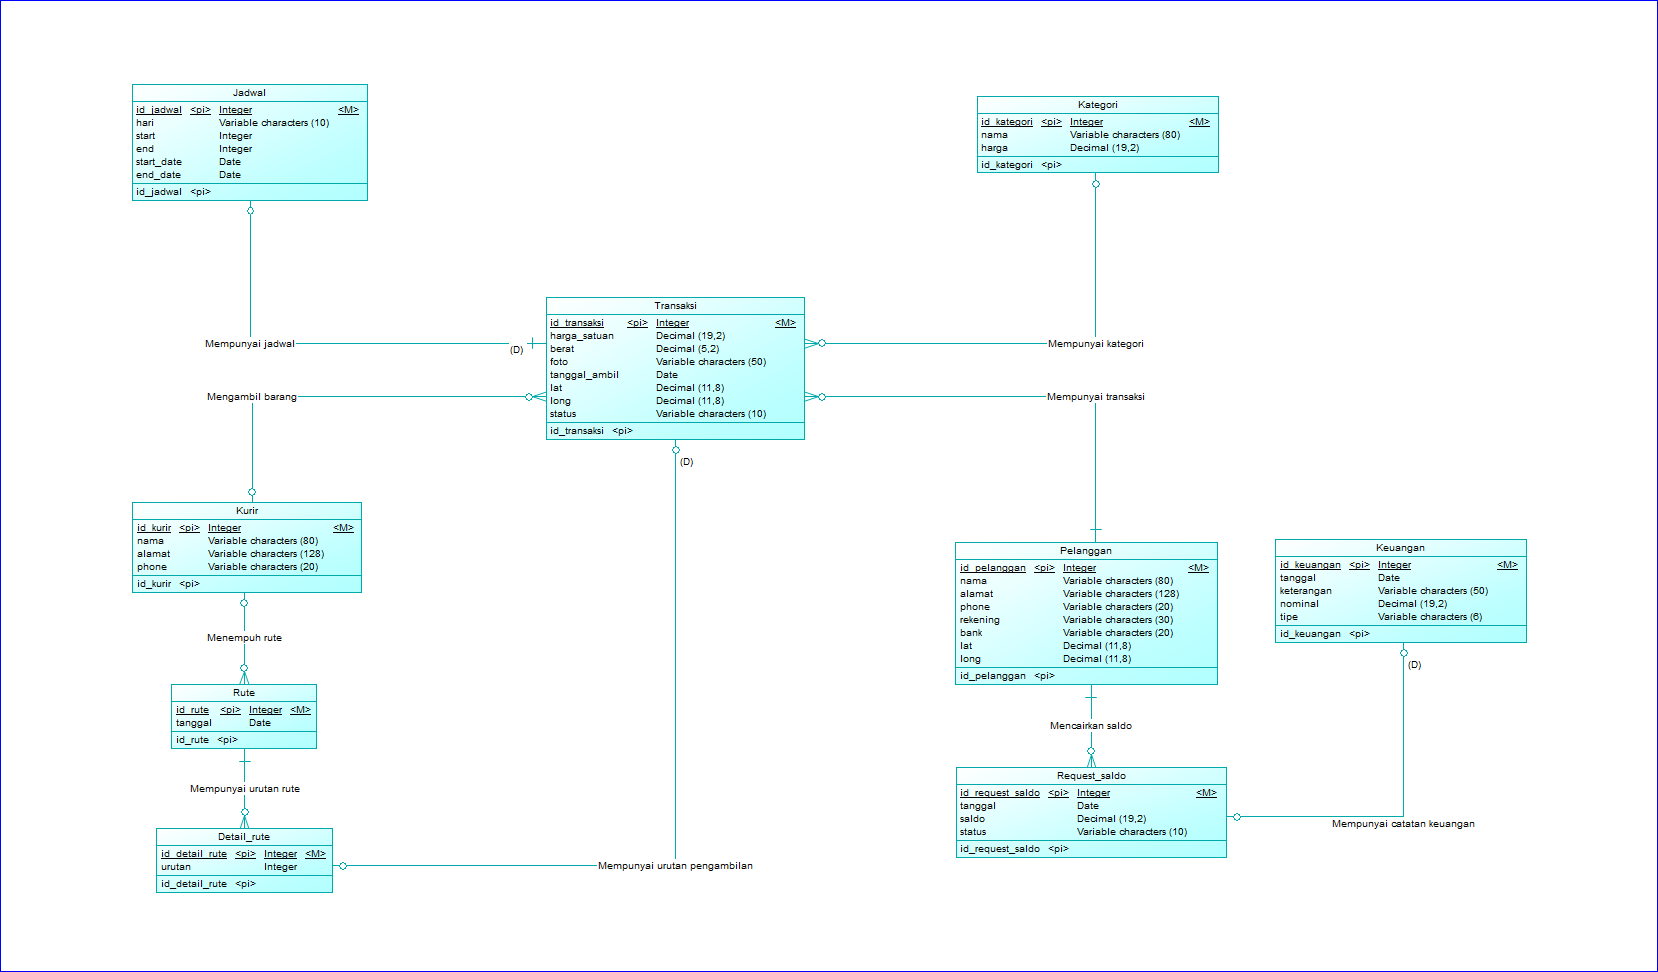 Jadwal
id_jadwal <pi> Integer <M>
hari Variable characters (10)
start Integer
end Integer
start_date Date
end_date Date
id_jadwal <pi>
Kategori
id_kategori <pi> Integer <M>
nama Variable characters (80)
harga Decimal (19,2)
id_kategori <pi>
Transaksi
id_transaksi <pi> Integer <M>
harga_satuan Decimal (19,2)
berat Decimal (5,2)
foto Variable characters (50)
tanggal_ambil Date
lat Decimal (11,8)
long Decimal (11,8)
status Variable characters (10)
id_transaksi <pi>
Mempunyai jadwal
(D)
Mempunyai kategori
Mengambil barang
Mempunyai transaksi
(D)
Kurir
id_kurir <pi> Integer <M>
nama Variable characters (80)
alamat Variable characters (128)
phone Variable characters (20)
id_kurir <pi>
Pelanggan
id_pelanggan <pi> Integer <M>
nama Variable characters (80)
alamat Variable characters (128)
phone Variable characters (20)
rekening Variable characters (30)
bank Variable characters (20)
lat Decimal (11,8)
long Decimal (11,8)
id_pelanggan <pi>
Keuangan
id_keuangan <pi> Integer <M>
tanggal Date
keterangan Variable characters (50)
nominal Decimal (19,2)
tipe Variable characters (6)
id_keuangan <pi>
(D)
Menempuh rute
Rute
id_rute <pi> Integer <M>
tanggal Date
id_rute <pi>
Mencairkan saldo
Mempunyai urutan rute
Request_saldo
id_request_saldo <pi> Integer <M>
tanggal Date
saldo Decimal (19,2)
status Variable characters (10)
id_request_saldo <pi>
Mempunyai catatan keuangan
Detail_rute
id_detail_rute <pi> Integer <M>
urutan Integer
id_detail_rute <pi>
Mempunyai urutan pengambilan